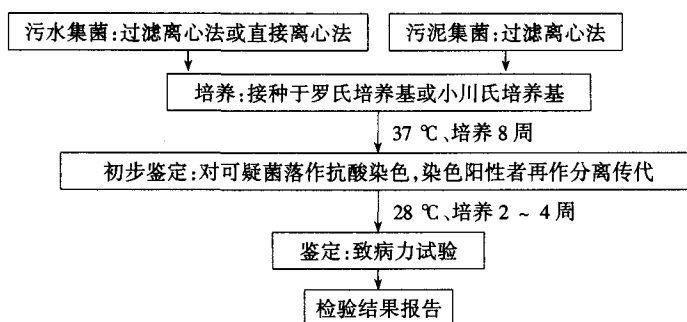 污水集菌:过滤离心法或直接离心法
污泥集菌:过滤离心法
培养:接种于罗氏培养基或小川氏培养基
37 ℃、培养 8 周
初步鉴定:对可疑菌落作抗酸染色,染色阳性者再作分离传代
28 ℃、培养 2 ~ 4 周
鉴定:致病力试验
检验结果报告